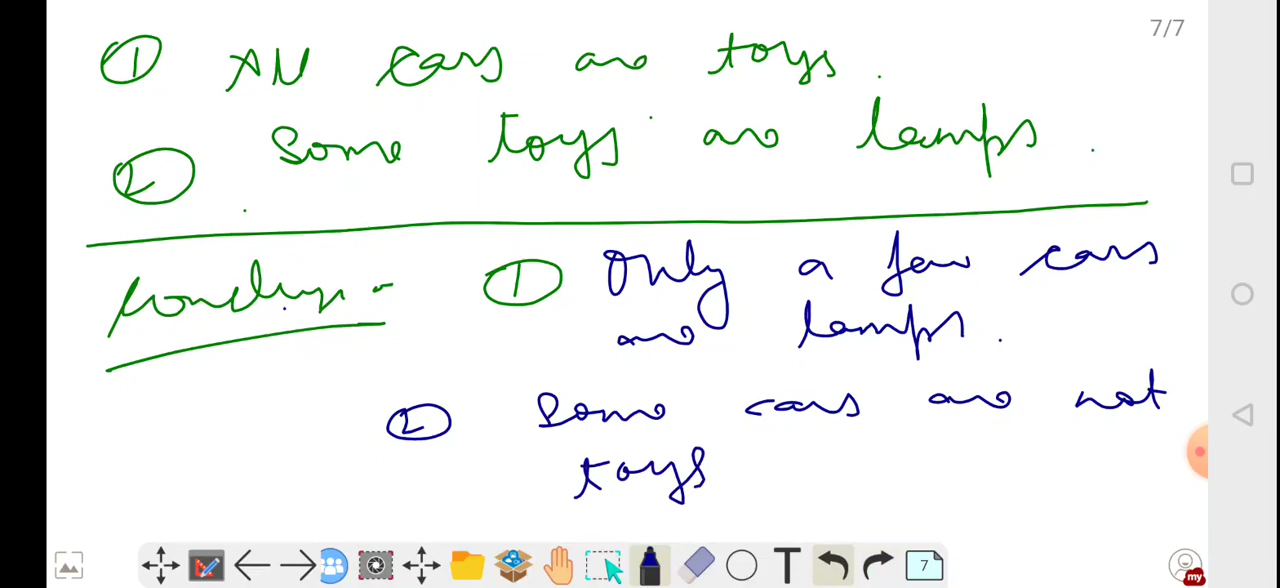 7/7
① All cars are toys.
② Some toys are lamps.
① Only a few cars
are lamps.
② Some cars are not
toys
T 7
my